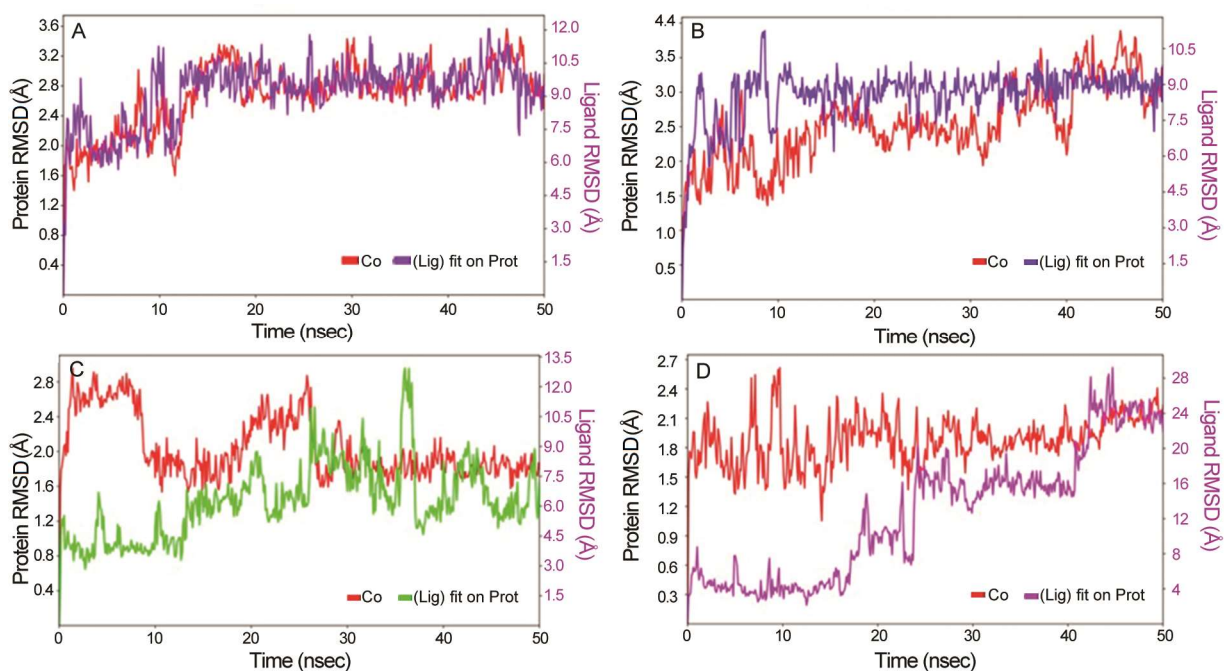 A
Protein RMSD (Å)
3.6
3.2
2.8
2.4
2.0
1.6
1.2
0.8
0.4
12.0
10.5
9.0
7.5
6.0
4.5
3.0
1.5
Ligand RMSD (Å)
Co (Lig) fit on Prot
0 10 20 30 40 50
Time (nsec)
B
Protein RMSD(Å)
4.4
4.0
3.5
3.0
2.5
2.0
1.5
1.0
0.5
10.5
9.0
7.5
6.0
4.5
3.0
1.5
Ligand RMSD (Å)
Co (Lig) fit on Prot
0 10 20 30 40 50
Time (nsec)
C
Protein RMSD(Å)
2.8
2.4
2.0
1.6
1.2
0.8
0.4
13.5
12.0
10.5
9.0
7.5
6.0
4.5
3.0
1.5
Ligand RMSD (Å)
Co (Lig) fit on Prot
0 10 20 30 40 50
Time (nsec)
D
Protein RMSD(Å)
2.7
2.4
2.1
1.8
1.5
1.2
0.9
0.6
0.3
28
24
20
16
12
8
4
Ligand RMSD (Å)
Co (Lig) fit on Prot
0 10 20 30 40 50
Time (nsec)